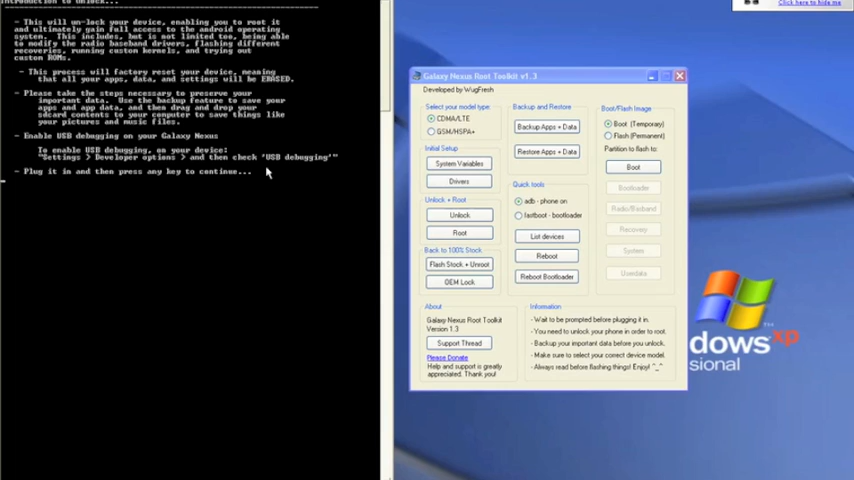 Introduction to unlock...
- This will un-lock your device, enabling you to root it
and ultimately gain full access to the android operating
system. This includes, but is not limited too, being able
to modify the radio baseband drivers, flashing different
recoveries, running custom kernels, and trying out
custom ROMs.
- This process will factory reset your device, meaning
that all your apps, data, and settings will be ERASED.
- Please take the steps necessary to preserve your
important data. Use the backup feature to save your
apps and app data, and then drag and drop your
sdcard contents to your computer to save things like
your pictures and music files.
- Enable USB debugging on your Galaxy Nexus
To enable USB debugging, on your device:
"Settings > Developer options > and then check 'USB debugging'"
- Plug it in and then press any key to continue...
Click here to hide me
Galaxy Nexus Root Toolkit v1.3
Developed by WugFresh
Select your model type:
CDMA/LTE
GSM/HSPA+
Initial Setup
System Variables
Drivers
Unlock + Root
Unlock
Root
Back to 100% Stock
Flash Stock + Unroot
OEM Lock
About
Galaxy Nexus Root Toolkit
Version 1.3
Support Thread
Please Donate
Help and support is greatly
appreciated. Thank you!
Backup and Restore
Backup Apps + Data
Restore Apps + Data
Quick tools
adb - phone on
fastboot - bootloader
List devices
Reboot
Reboot Bootloader
Boot/Flash Image
Boot (Temporary)
Flash (Permanent)
Partition to flash to:
Boot
Bootloader
Radio/Baseband
Recovery
System
Userdata
Information
- Wait to be prompted before plugging it in.
- You need to unlock your phone in order to root.
- Backup your important data before you unlock.
- Make sure to select your correct device model.
- Always read before flashing things! Enjoy! ^_^
dows xp
sional